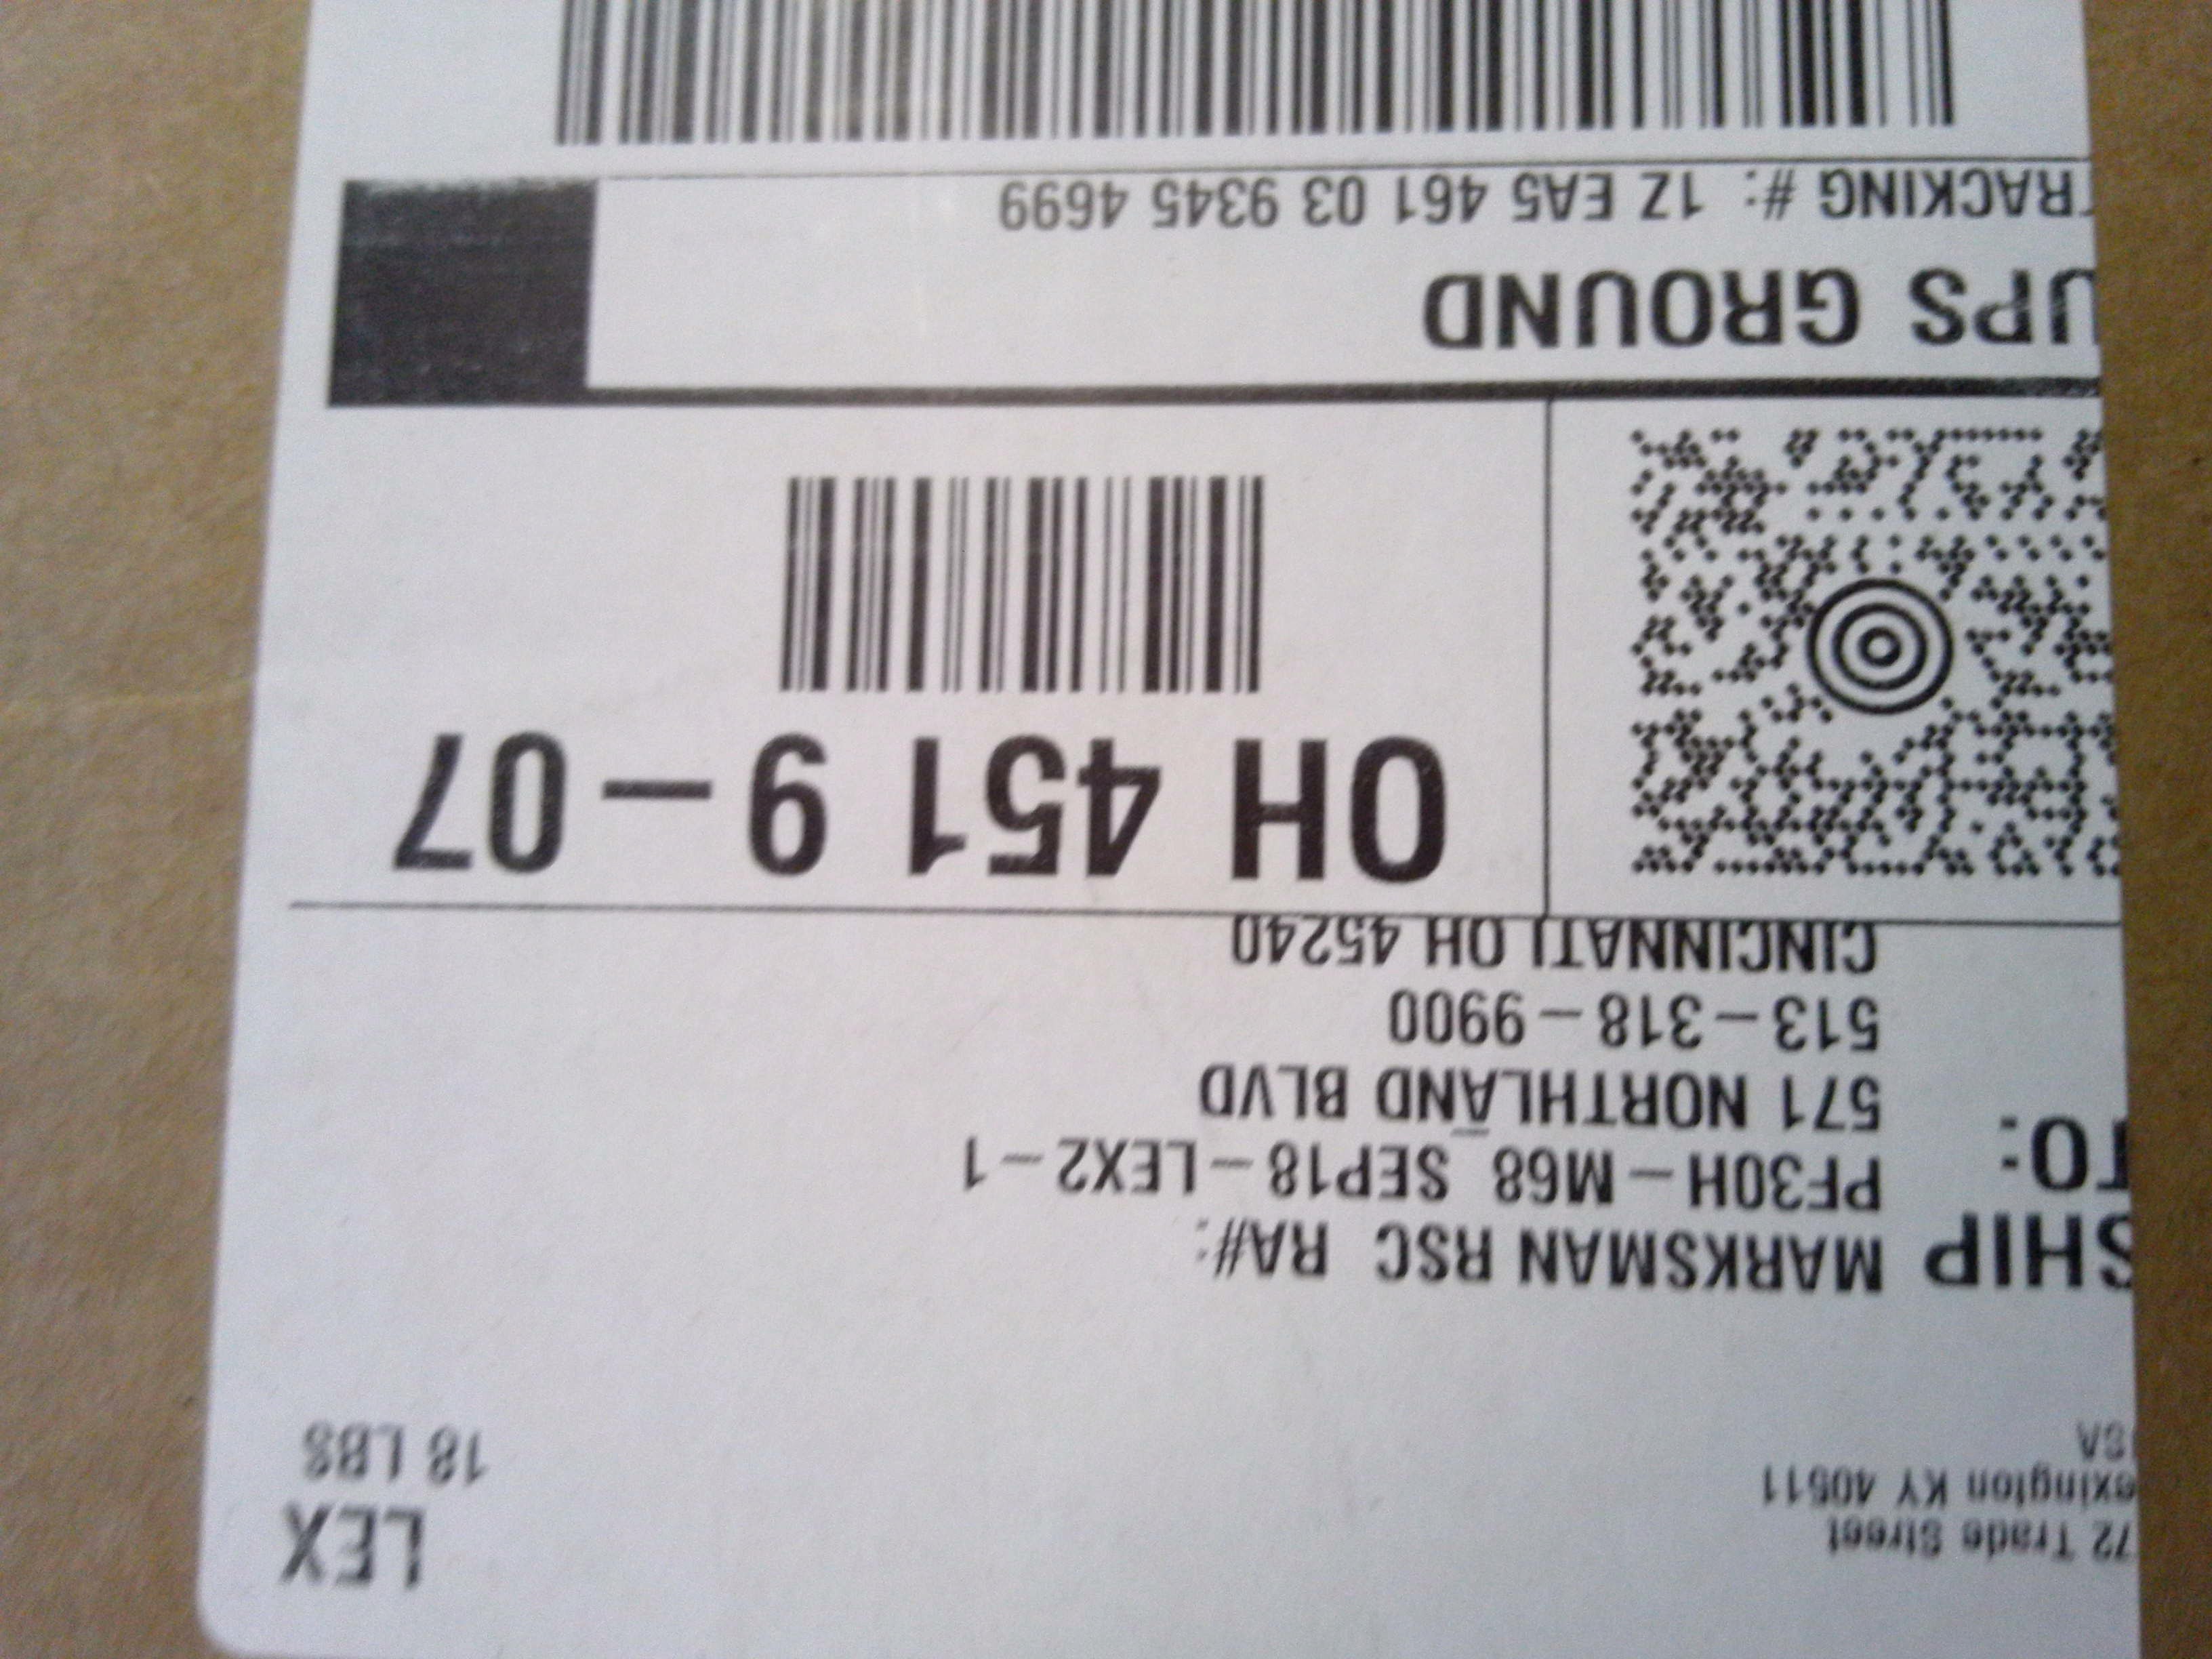 72 Trade Street
exington KY 40511
SA
LEX
18 LBS
SHIP
TO:
MARKSMAN RSC RA#:
PF30H-M68 SEP18-LEX2-1
571 NORTHLAND BLVD
513-318-9900
CINCINNATI OH 45240
OH 451 9-07
UPS GROUND
TRACKING #: 1Z EA5 461 03 9345 4699